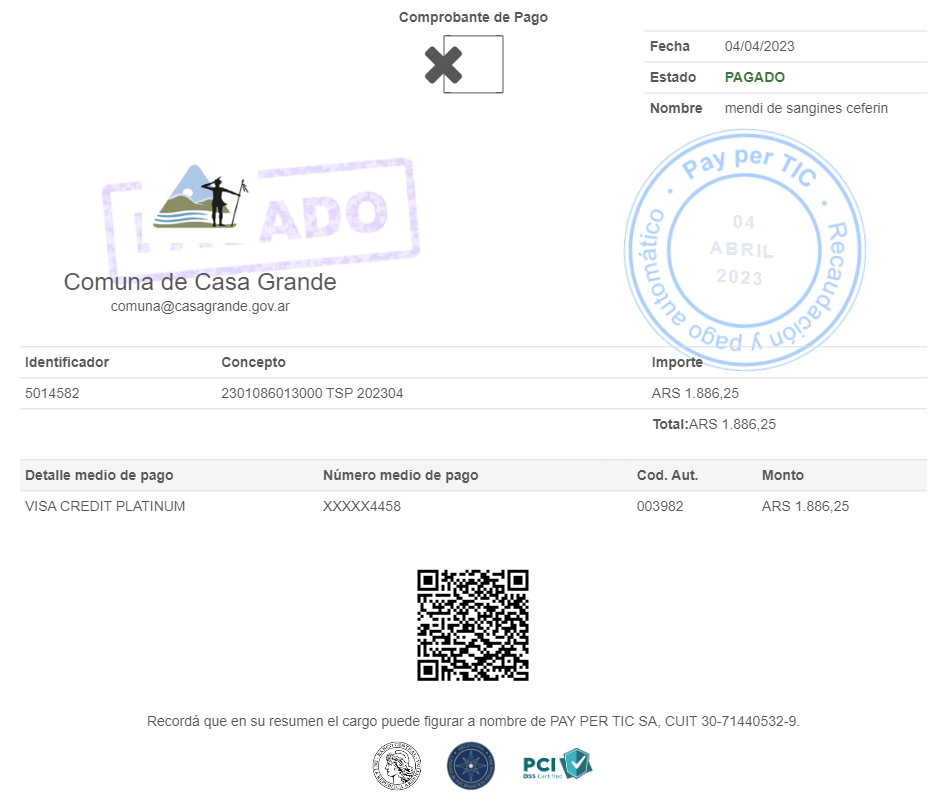 Comprobante de Pago
Fecha 04/04/2023
Estado PAGADO
Nombre mendi de sangines ceferin
PAGADO
Pay per TIC
Recaudación y pago automático
04
ABRIL
2023
Comuna de Casa Grande
comuna@casagrande.gov.ar
Identificador Concepto Importe
5014582 2301086013000 TSP 202304 ARS 1.886,25
Total:ARS 1.886,25
Detalle medio de pago Número medio de pago Cod. Aut. Monto
VISA CREDIT PLATINUM XXXXX4458 003982 ARS 1.886,25
Recordá que en su resumen el cargo puede figurar a nombre de PAY PER TIC SA, CUIT 30-71440532-9.
PCI
DSS Certified